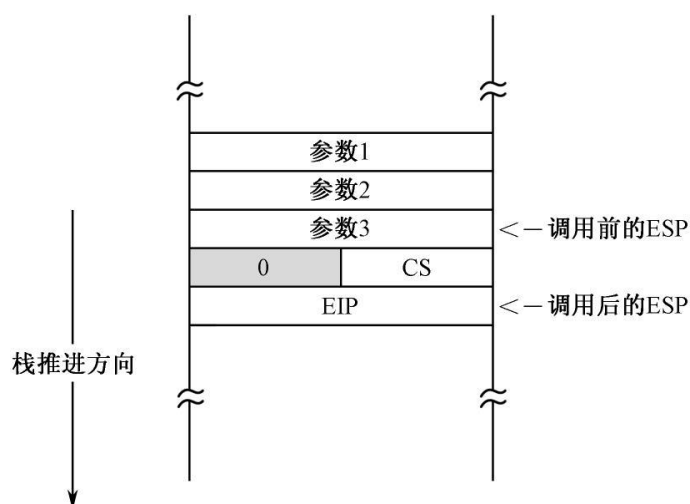 参数1
参数2
参数3 <－调用前的ESP
0 CS
EIP <－调用后的ESP
栈推进方向